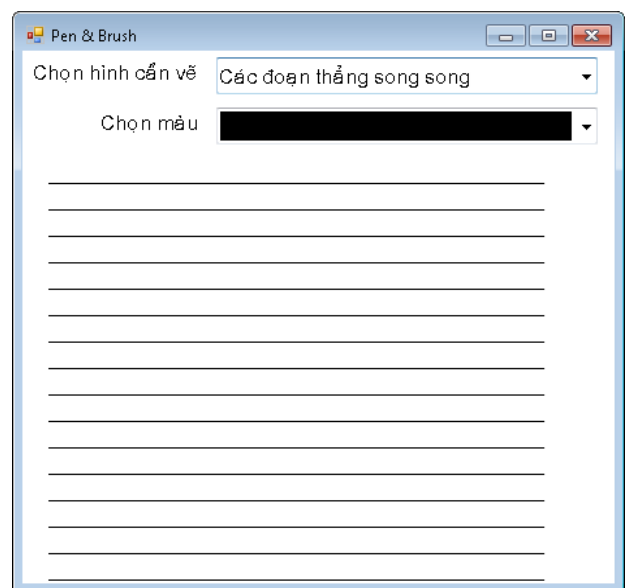 Pen & Brush
Chọn hình cần vẽ
Các đoạn thẳng song song
Chọn màu